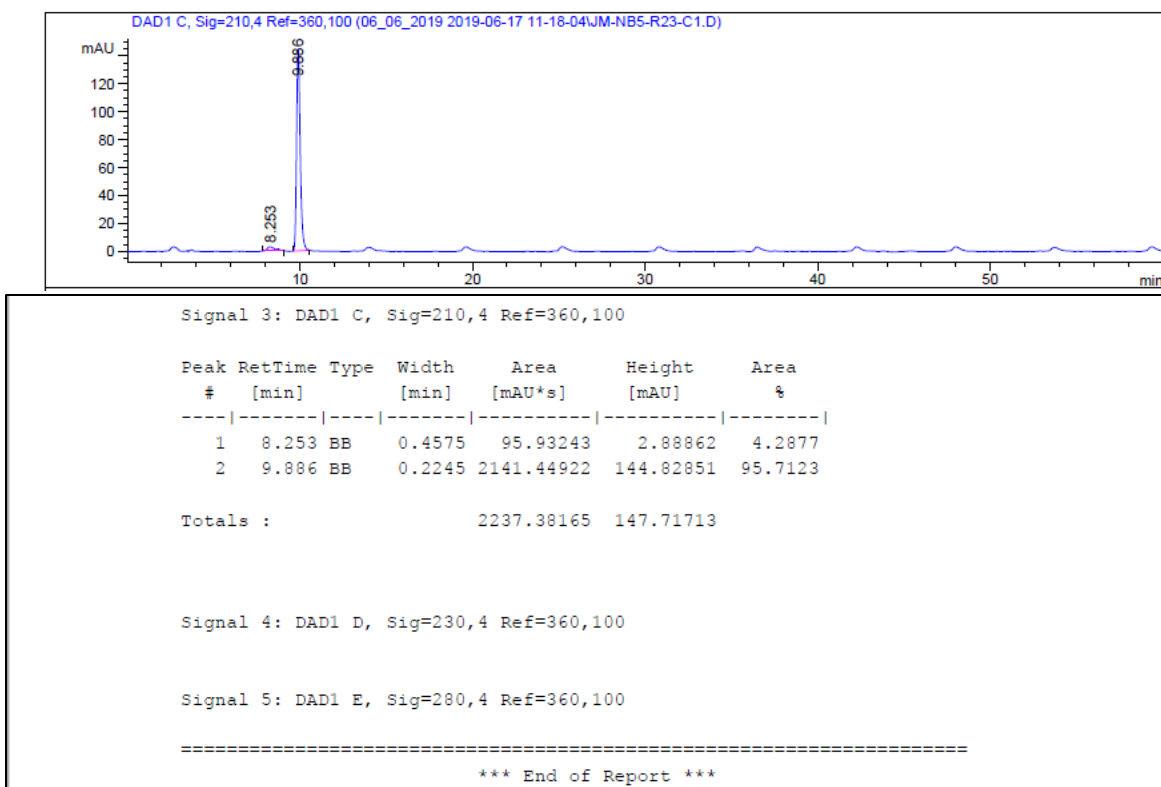 DAD1 C, Sig=210,4 Ref=360,100 (06_06_2019 2019-06-17 11-18-04\JM-NB5-R23-C1.D)
mAU
9.886
120
100
80
60
40
8.253
20
0
10 20 30 40 50 min
Signal 3: DAD1 C, Sig=210,4 Ref=360,100
Peak RetTime Type Width Area Height Area
# [min] [min] [mAU*s] [mAU] %
----|-------|----|-------|----------|----------|--------|
1 8.253 BB 0.4575 95.93243 2.88862 4.2877
2 9.886 BB 0.2245 2141.44922 144.82851 95.7123
Totals : 2237.38165 147.71713
Signal 4: DAD1 D, Sig=230,4 Ref=360,100
Signal 5: DAD1 E, Sig=280,4 Ref=360,100
=====================================================================
*** End of Report ***